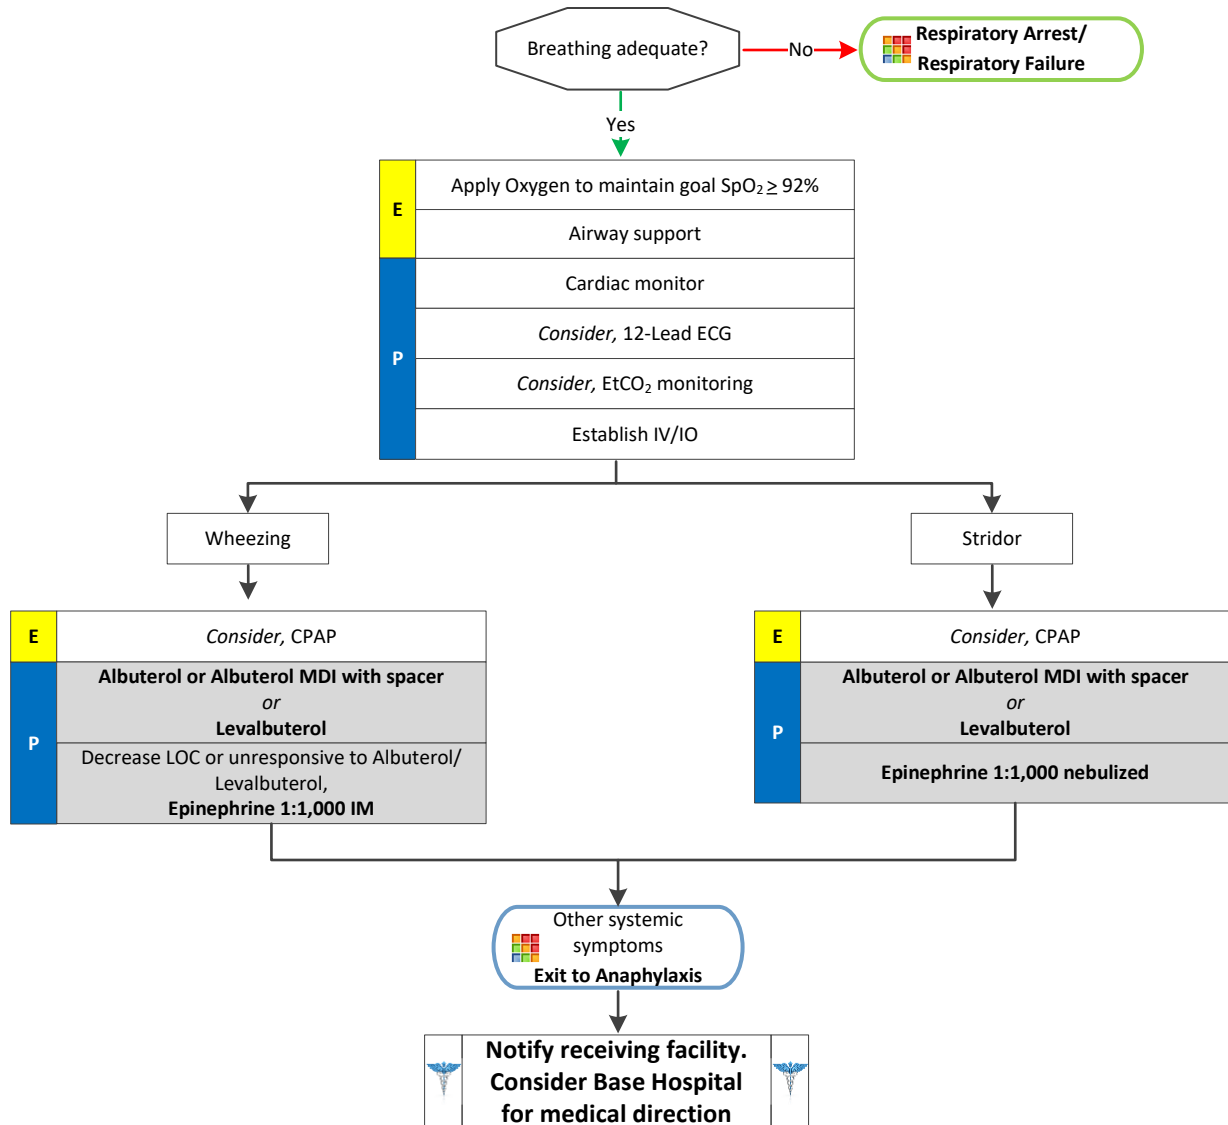 Breathing adequate?
No
Respiratory Arrest/
Respiratory Failure
Yes
E
Apply Oxygen to maintain goal SpO2 ≥ 92%
Airway support
P
Cardiac monitor
Consider, 12-Lead ECG
Consider, EtCO2 monitoring
Establish IV/IO
Wheezing
Stridor
E
Consider, CPAP
P
Albuterol or Albuterol MDI with spacer
or
Levalbuterol
Decrease LOC or unresponsive to Albuterol/
Levalbuterol,
Epinephrine 1:1,000 IM
E
Consider, CPAP
P
Albuterol or Albuterol MDI with spacer
or
Levalbuterol
Epinephrine 1:1,000 nebulized
Other systemic
symptoms
Exit to Anaphylaxis
Notify receiving facility.
Consider Base Hospital
for medical direction